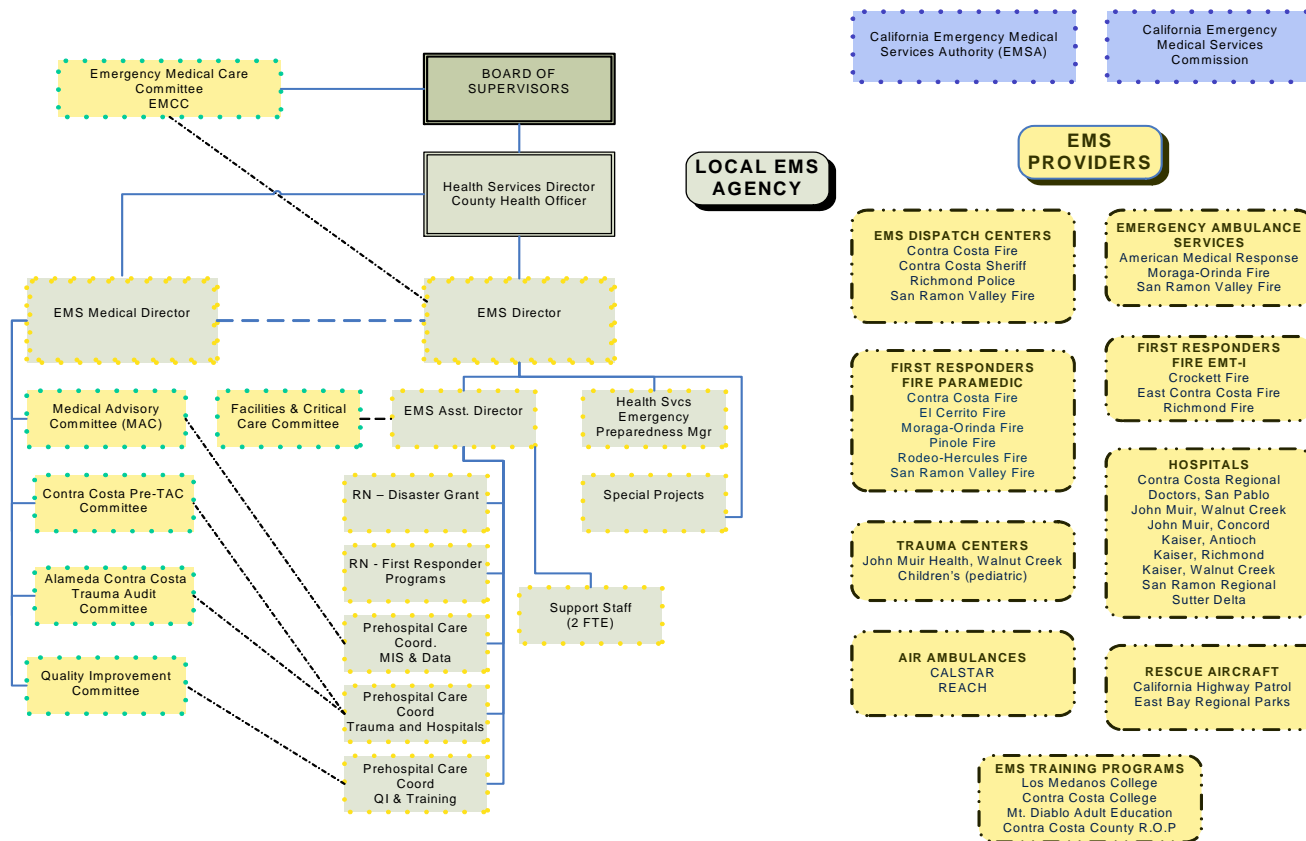 California Emergency Medical
Services Authority (EMSA)
California Emergency
Medical Services
Commission
Emergency Medical Care
Committee
EMCC
BOARD OF
SUPERVISORS
Health Services Director
County Health Officer
LOCAL EMS
AGENCY
EMS
PROVIDERS
EMS Medical Director
EMS Director
Medical Advisory
Committee (MAC)
Facilities & Critical
Care Committee
EMS Asst. Director
Health Svcs
Emergency
Preparedness Mgr
Contra Costa Pre-TAC
Committee
RN – Disaster Grant
Special Projects
Alameda Contra Costa
Trauma Audit
Committee
RN - First Responder
Programs
Support Staff
(2 FTE)
Prehospital Care
Coord.
MIS & Data
Quality Improvement
Committee
Prehospital Care
Coord
Trauma and Hospitals
Prehospital Care
Coord
QI & Training
EMS DISPATCH CENTERS
Contra Costa Fire
Contra Costa Sheriff
Richmond Police
San Ramon Valley Fire
EMERGENCY AMBULANCE
SERVICES
American Medical Response
Moraga-Orinda Fire
San Ramon Valley Fire
FIRST RESPONDERS
FIRE PARAMEDIC
Contra Costa Fire
El Cerrito Fire
Moraga-Orinda Fire
Pinole Fire
Rodeo-Hercules Fire
San Ramon Valley Fire
FIRST RESPONDERS
FIRE EMT-I
Crockett Fire
East Contra Costa Fire
Richmond Fire
HOSPITALS
Contra Costa Regional
Doctors, San Pablo
John Muir, Walnut Creek
John Muir, Concord
Kaiser, Antioch
Kaiser, Richmond
Kaiser, Walnut Creek
San Ramon Regional
Sutter Delta
TRAUMA CENTERS
John Muir Health, Walnut Creek
Children's (pediatric)
AIR AMBULANCES
CALSTAR
REACH
RESCUE AIRCRAFT
California Highway Patrol
East Bay Regional Parks
EMS TRAINING PROGRAMS
Los Medanos College
Contra Costa College
Mt. Diablo Adult Education
Contra Costa County R.O.P